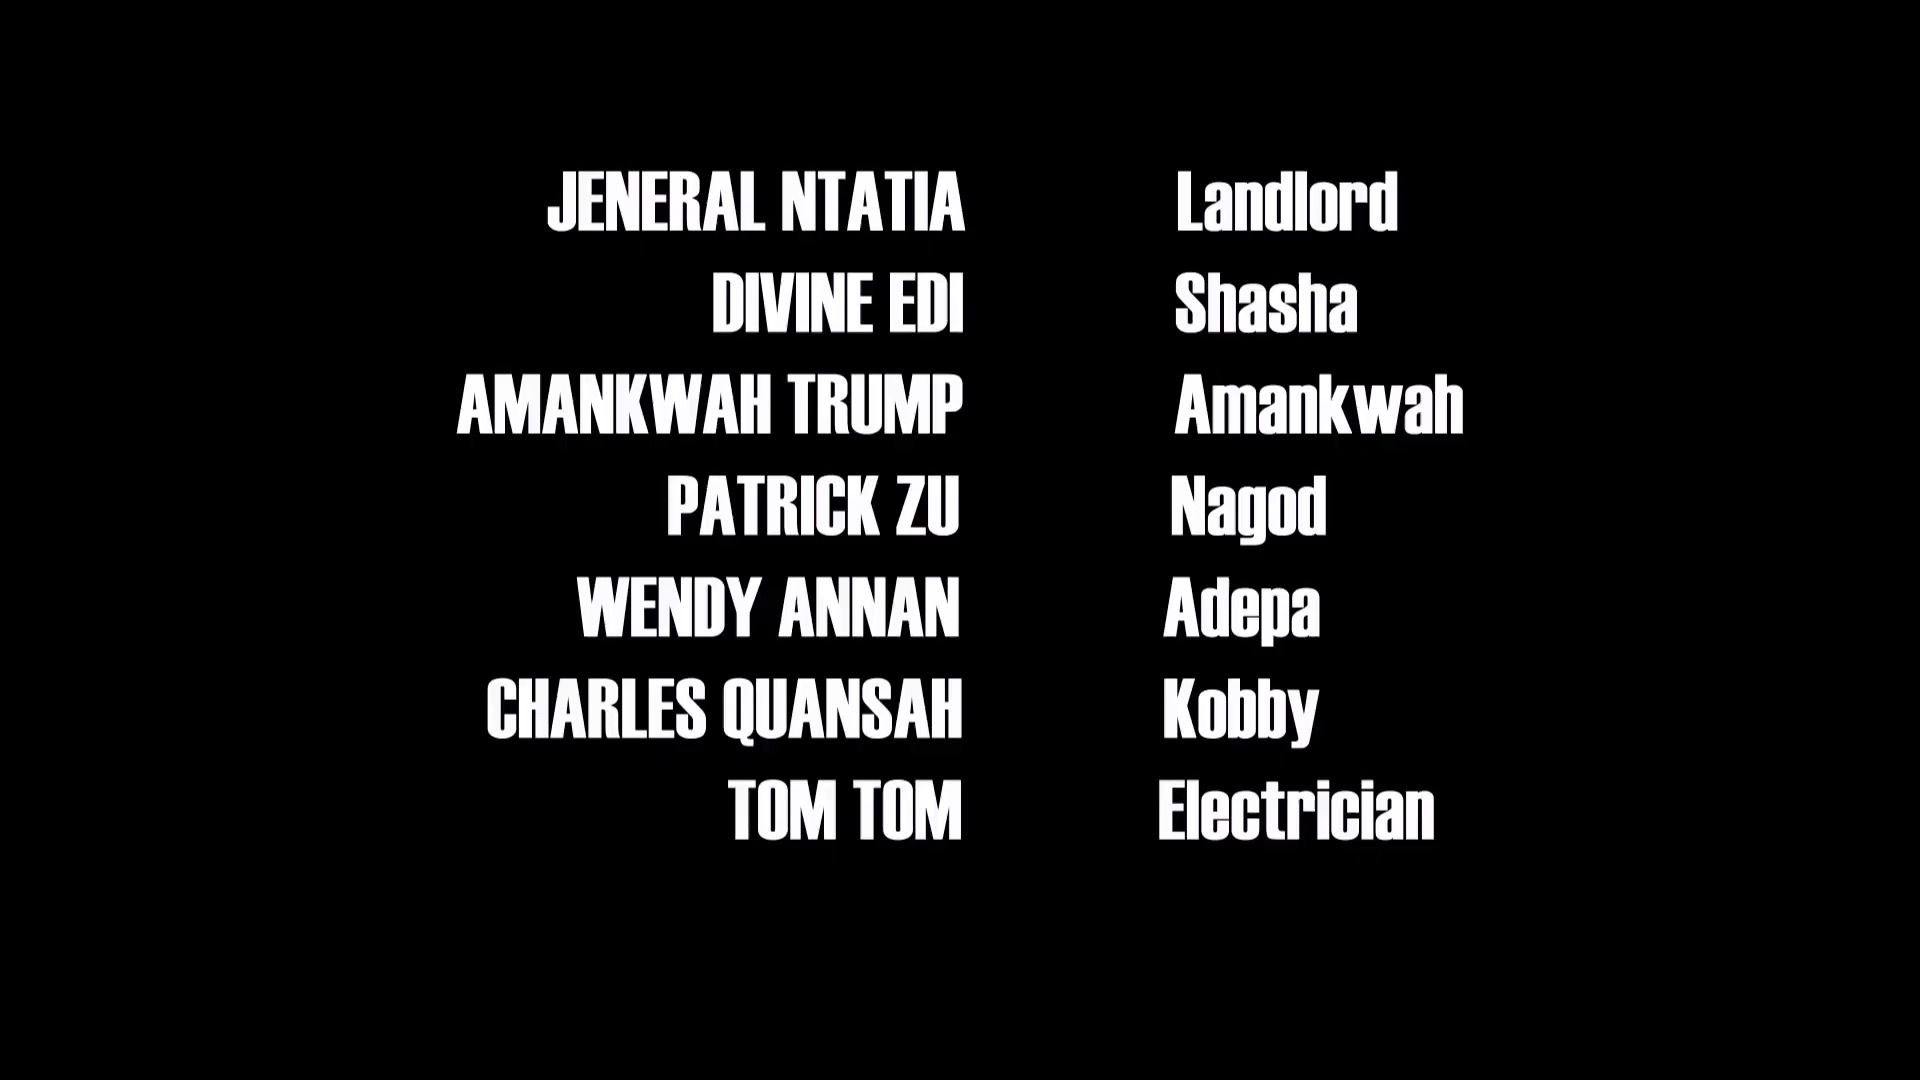 JENERAL NTATIA Landlord
DIVINE EDI Shasha
AMANKWAH TRUMP Amankwah
PATRICK ZU Nagod
WENDY ANNAN Adepa
CHARLES QUANSAH Kobby
TOM TOM Electrician